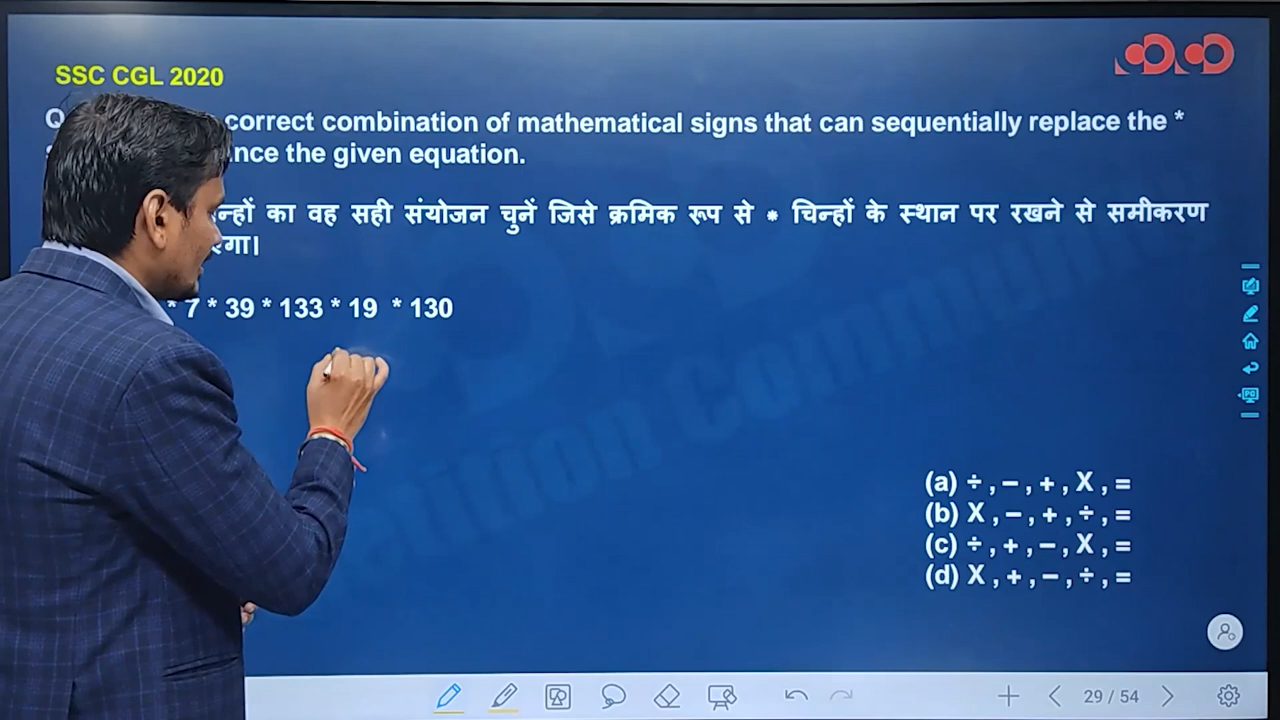 SSC CGL 2020
correct combination of mathematical signs that can sequentially replace the *
the given equation.
का वह सही संयोजन चुनें जिसे क्रमिक रूप से * चिन्हों के स्थान पर रखने से समीकरण
* 7 * 39 * 133 * 19 * 130
(a) ÷ , – , + , X , =
(b) X , – , + , ÷ , =
(c) ÷ , + , – , X , =
(d) X , + , – , ÷ , =
29 / 54